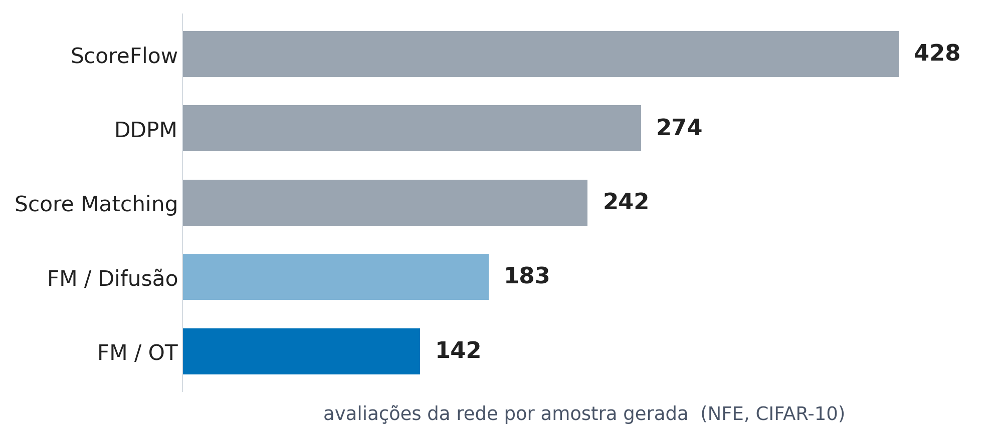 ScoreFlow 428
DDPM 274
Score Matching 242
FM / Difusão 183
FM / OT 142
avaliações da rede por amostra gerada (NFE, CIFAR-10)